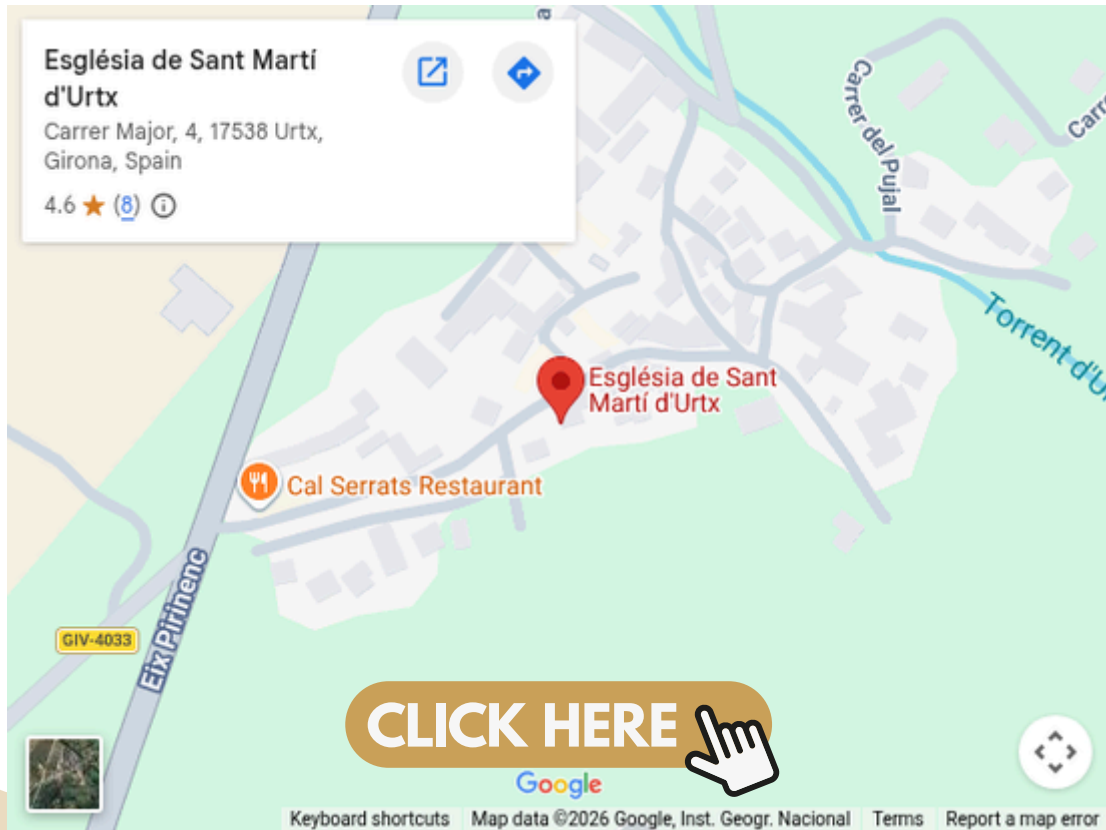 Església de Sant Martí
d'Urtx
Carrer Major, 4, 17538 Urtx,
Girona, Spain
4.6 ★ (8)
Carrer del Pujal
Torrent d'U
Església de Sant
Martí d'Urtx
Cal Serrats Restaurant
GIV-4033
Eix Pirinenc
CLICK HERE
Google
Keyboard shortcuts Map data ©2026 Google, Inst. Geogr. Nacional Terms Report a map error